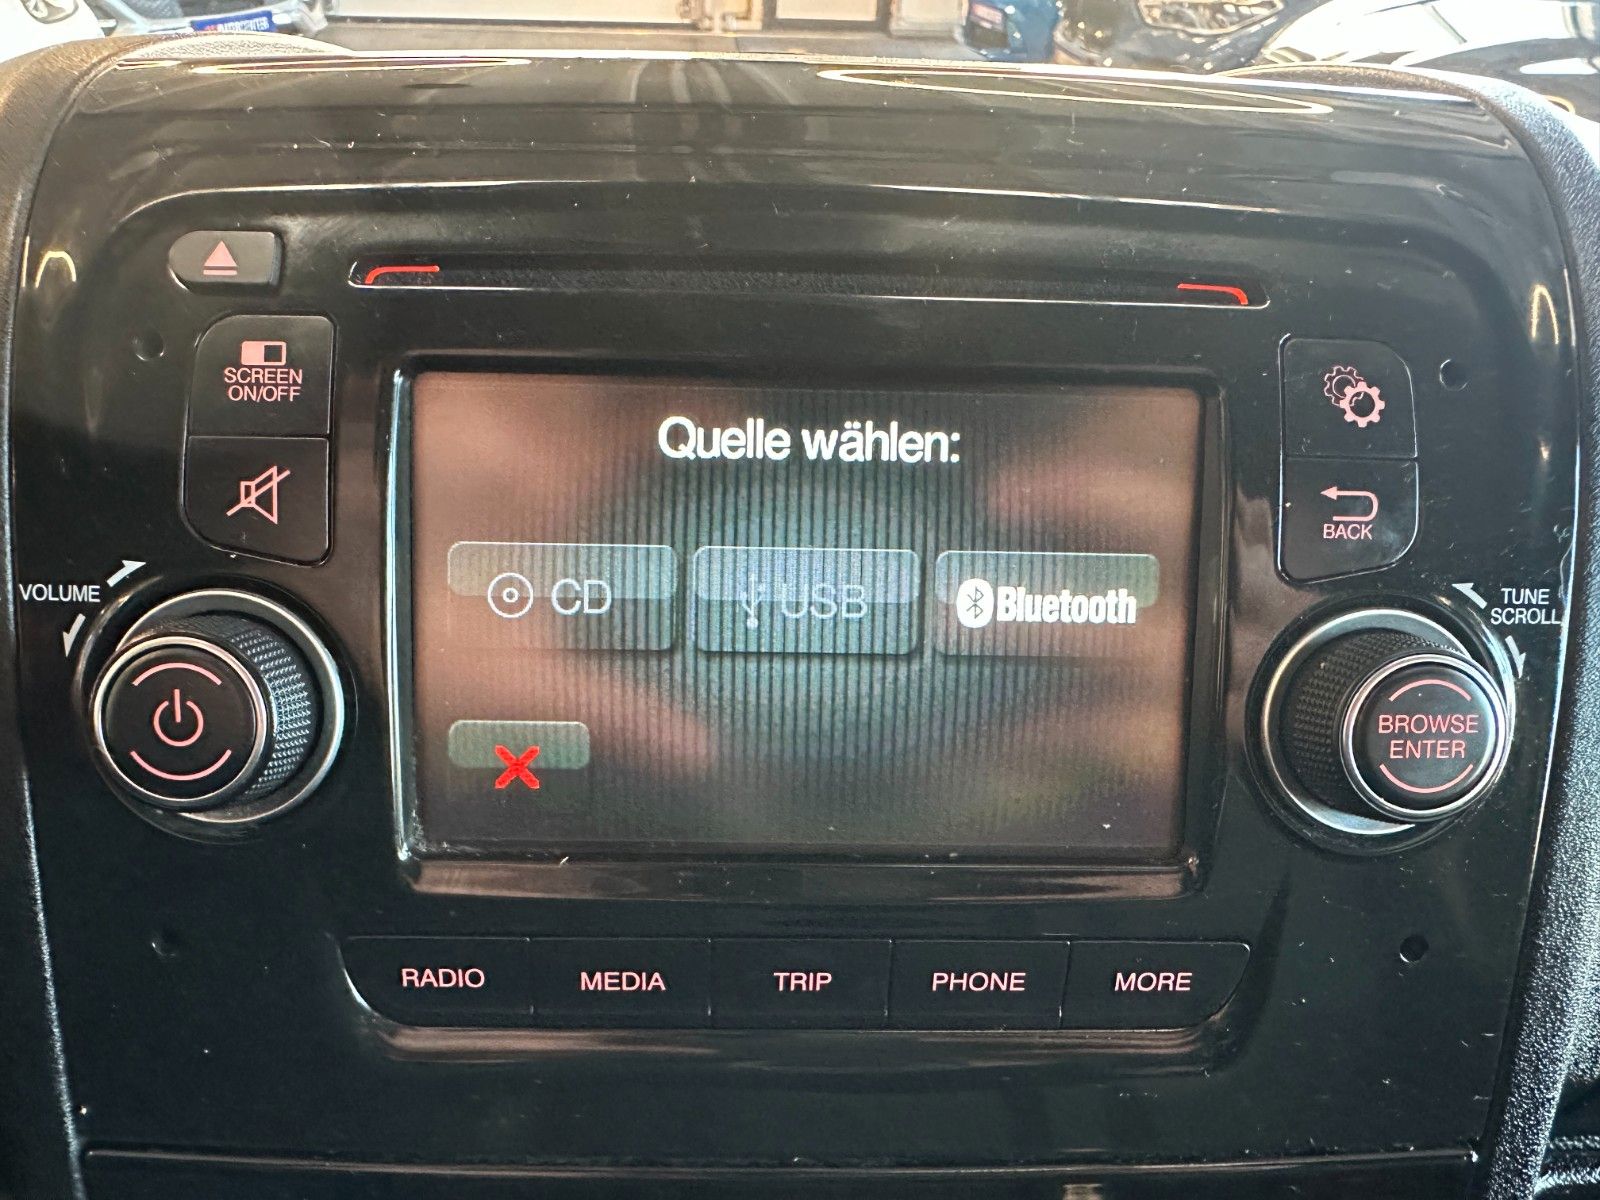 SCREEN
ON/OFF
VOLUME
Quelle wählen:
CD
USB
Bluetooth
BACK
TUNE
SCROLL
BROWSE
ENTER
RADIO
MEDIA
TRIP
PHONE
MORE